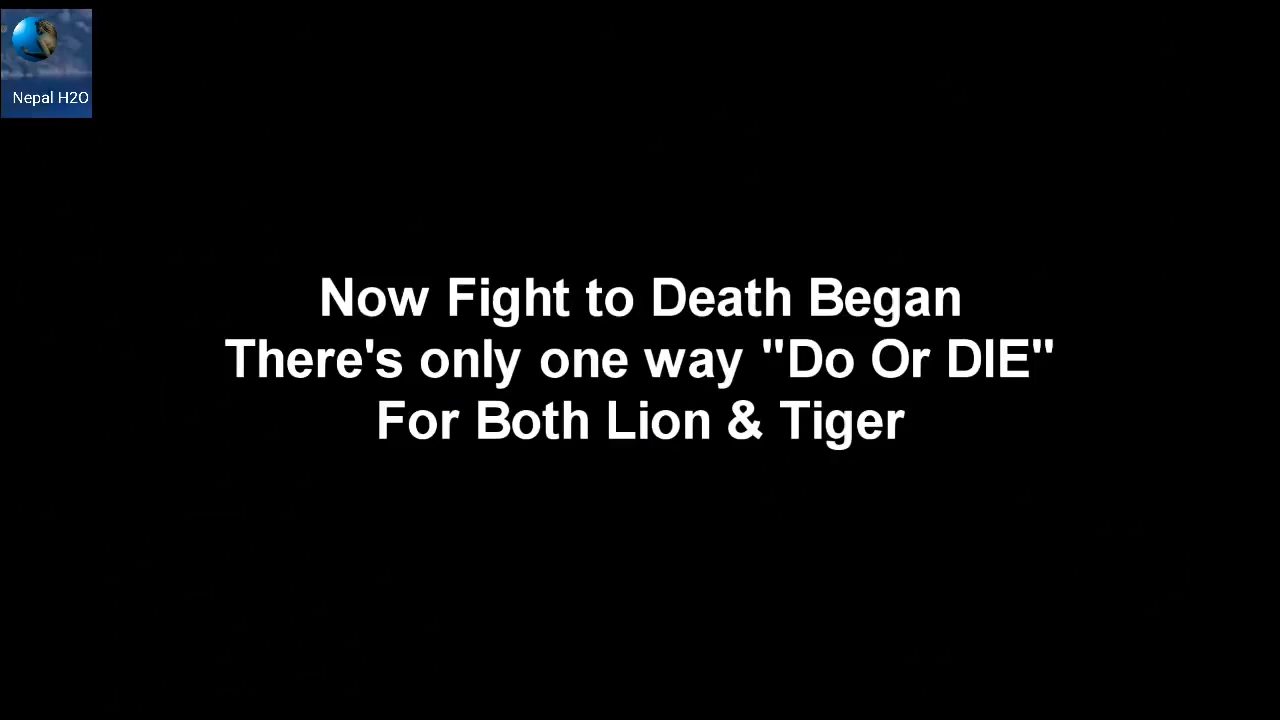 Nepal H2O
Now Fight to Death Began
There's only one way "Do Or DIE"
For Both Lion & Tiger